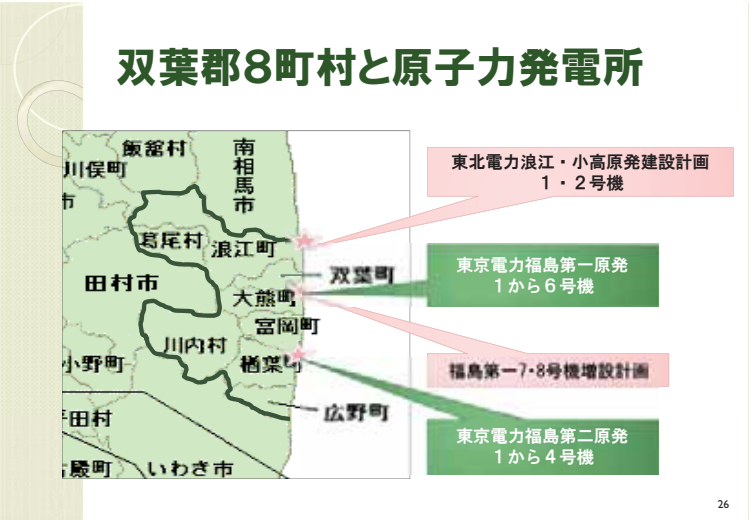 双葉郡８町村と原子力発電所
飯舘村
南相馬市
川俣町
市
葛尾村
浪江町
双葉町
田村市
大熊町
富岡町
川内村
小野町
楢葉町
広野町
平田村
古殿町
いわき市
東北電力浪江・小高原発建設計画
１・２号機
東京電力福島第一原発
１から６号機
福島第一7・8号機増設計画
東京電力福島第二原発
１から４号機
26